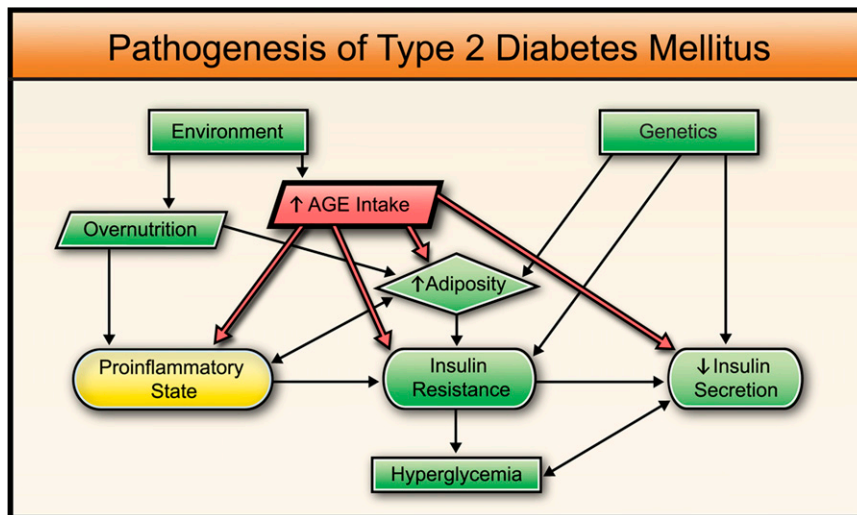 Pathogenesis of Type 2 Diabetes Mellitus
Environment
Genetics
↑ AGE Intake
Overnutrition
↑Adiposity
Proinflammatory
State
Insulin
Resistance
↓ Insulin
Secretion
Hyperglycemia